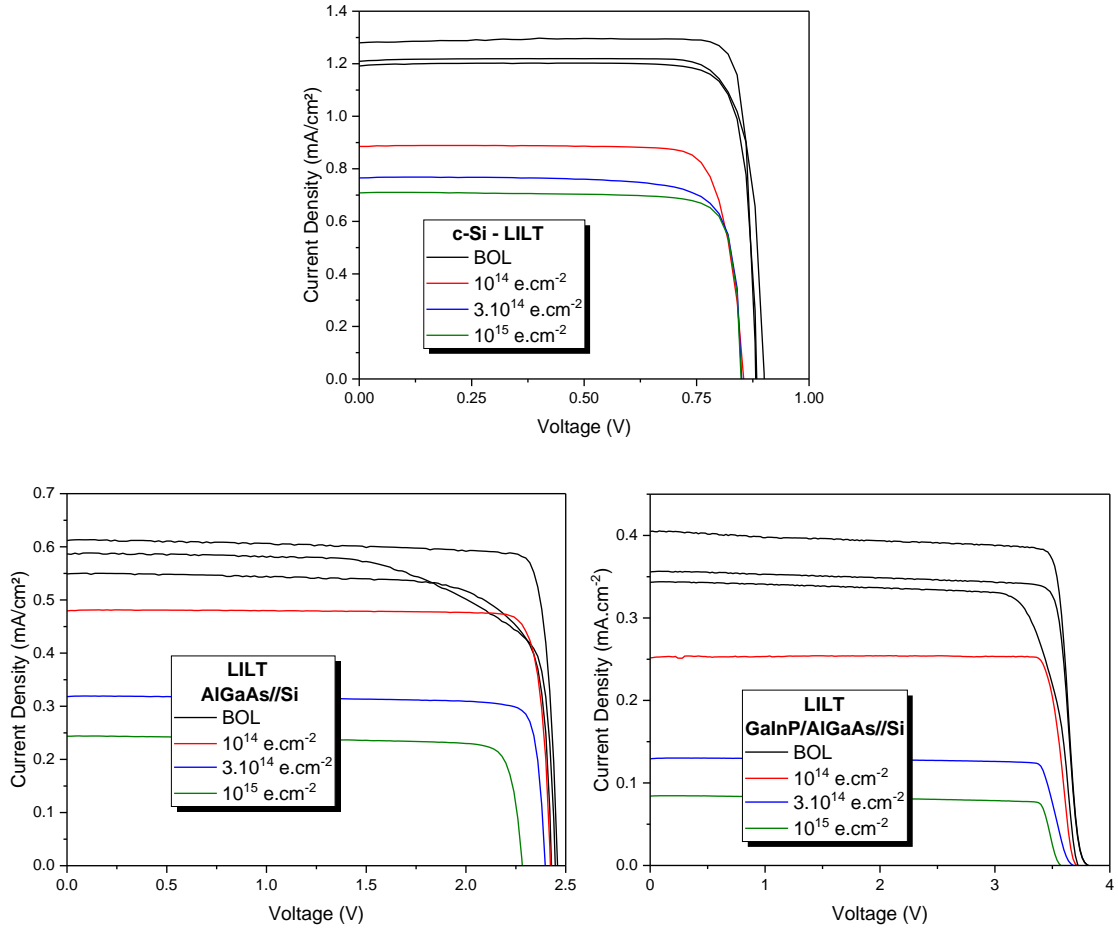 1.4
1.2
1.0
0.8
0.6
0.4
0.2
0.0
Current Density (mA/cm²)
c-Si - LILT
BOL
10¹⁴ e.cm⁻²
3.10¹⁴ e.cm⁻²
10¹⁵ e.cm⁻²
0.00 0.25 0.50 0.75 1.00
Voltage (V)
0.7
0.6
0.5
0.4
0.3
0.2
0.1
0.0
Current Density (mA/cm²)
LILT
AlGaAs//Si
BOL
10¹⁴ e.cm⁻²
3.10¹⁴ e.cm⁻²
10¹⁵ e.cm⁻²
0.0 0.5 1.0 1.5 2.0 2.5
Voltage (V)
0.4
0.3
0.2
0.1
0.0
Current Density (mA.cm⁻²)
LILT
GaInP/AlGaAs//Si
BOL
10¹⁴ e.cm⁻²
3.10¹⁴ e.cm⁻²
10¹⁵ e.cm⁻²
0 1 2 3 4
Voltage (V)